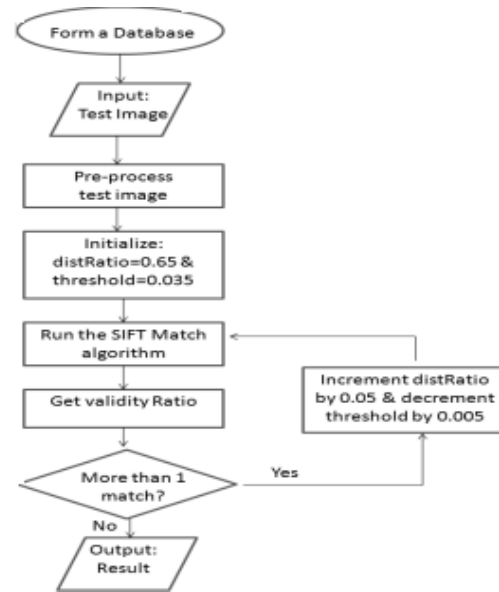 Form a Database
Input:
Test Image
Pre-process
test image
Initialize:
distRatio=0.65 &
threshold=0.035
Run the SIFT Match
algorithm
Get validity Ratio
Increment distRatio
by 0.05 & decrement
threshold by 0.005
More than 1
match?
Yes
No
Output:
Result